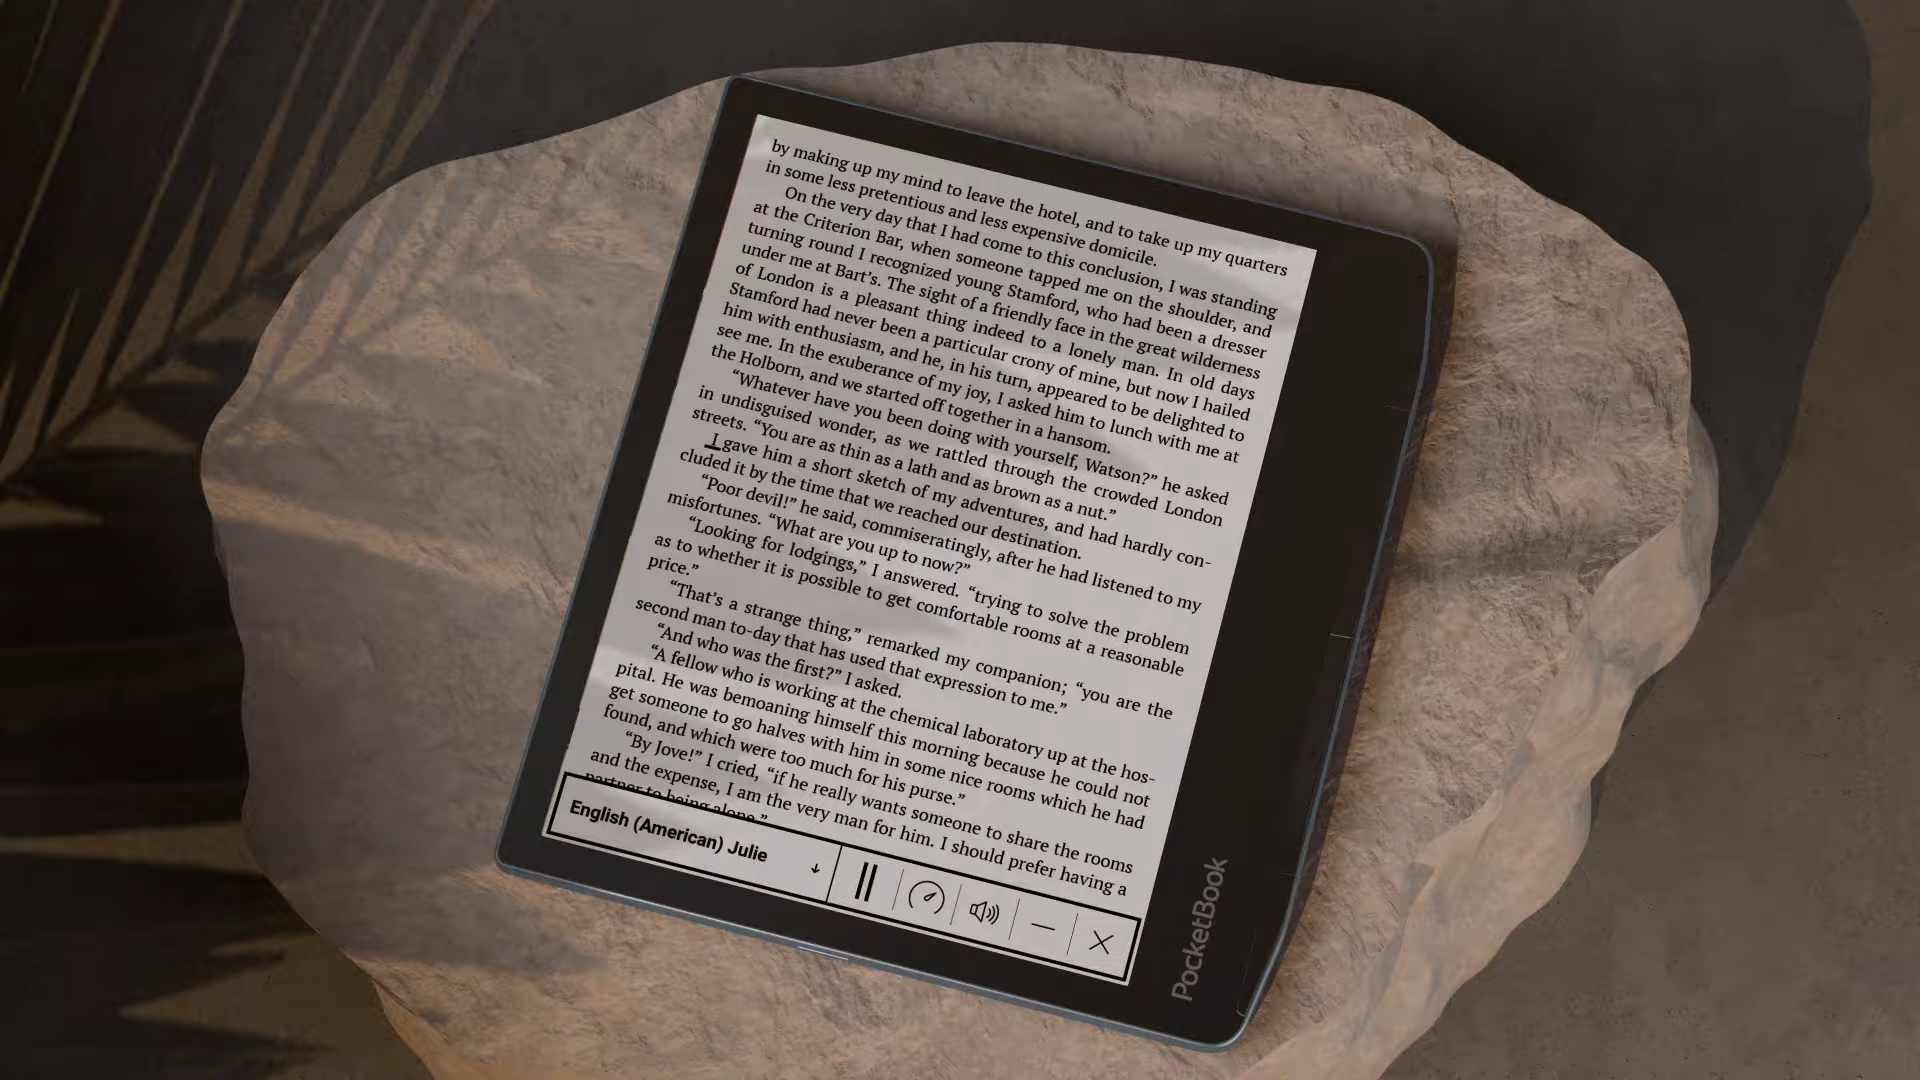 by making up my mind to leave the hotel, and to take up my quarters
in some less pretentious and less expensive domicile.
On the very day that I had come to this conclusion, I was standing
at the Criterion Bar, when someone tapped me on the shoulder, and
turning round I recognized young Stamford, who had been a dresser
under me at Bart’s. The sight of a friendly face in the great wilderness
of London is a pleasant thing indeed to a lonely man. In old days
Stamford had never been a particular crony of mine, but now I hailed
him with enthusiasm, and he, in his turn, appeared to be delighted to
see me. In the exuberance of my joy, I asked him to lunch with me at
the Holborn, and we started off together in a hansom.
“Whatever have you been doing with yourself, Watson?” he asked
in undisguised wonder, as we rattled through the crowded London
streets. “You are as thin as a lath and as brown as a nut.”
I gave him a short sketch of my adventures, and had hardly con-
cluded it by the time that we reached our destination.
“Poor devil!” he said, commiseratingly, after he had listened to my
misfortunes. “What are you up to now?”
“Looking for lodgings,” I answered. “trying to solve the problem
as to whether it is possible to get comfortable rooms at a reasonable
price.”
“That’s a strange thing,” remarked my companion; “you are the
second man to-day that has used that expression to me.”
“And who was the first?” I asked.
“A fellow who is working at the chemical laboratory up at the hos-
pital. He was bemoaning himself this morning because he could not
get someone to go halves with him in some nice rooms which he had
found, and which were too much for his purse.”
“By Jove!” I cried, “if he really wants someone to share the rooms
and the expense, I am the very man for him. I should prefer having a
partner to being alone.”
English (American) Julie
PocketBook